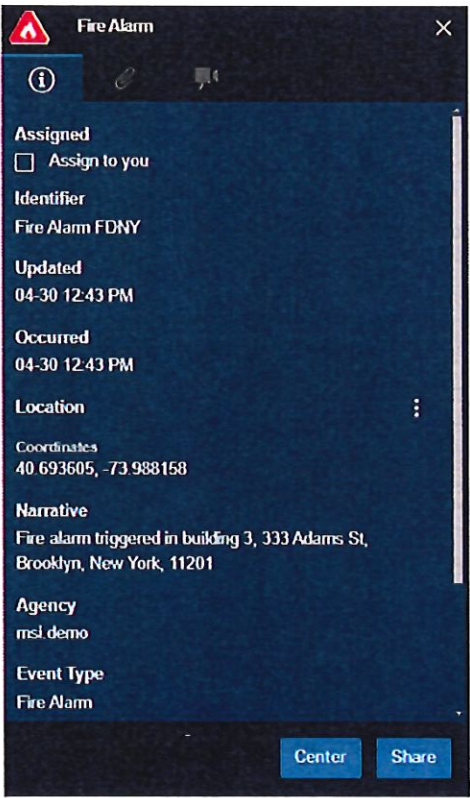 Fire Alarm
Assigned
Assign to you
Identifier
Fire Alarm FDNY
Updated
04-30 12:43 PM
Occurred
04-30 12:43 PM
Location
Coordinates
40.693605, -73.988158
Narrative
Fire alarm triggered in building 3, 333 Adams St,
Brooklyn, New York, 11201
Agency
msi.demo
Event Type
Fire Alarm
Center
Share